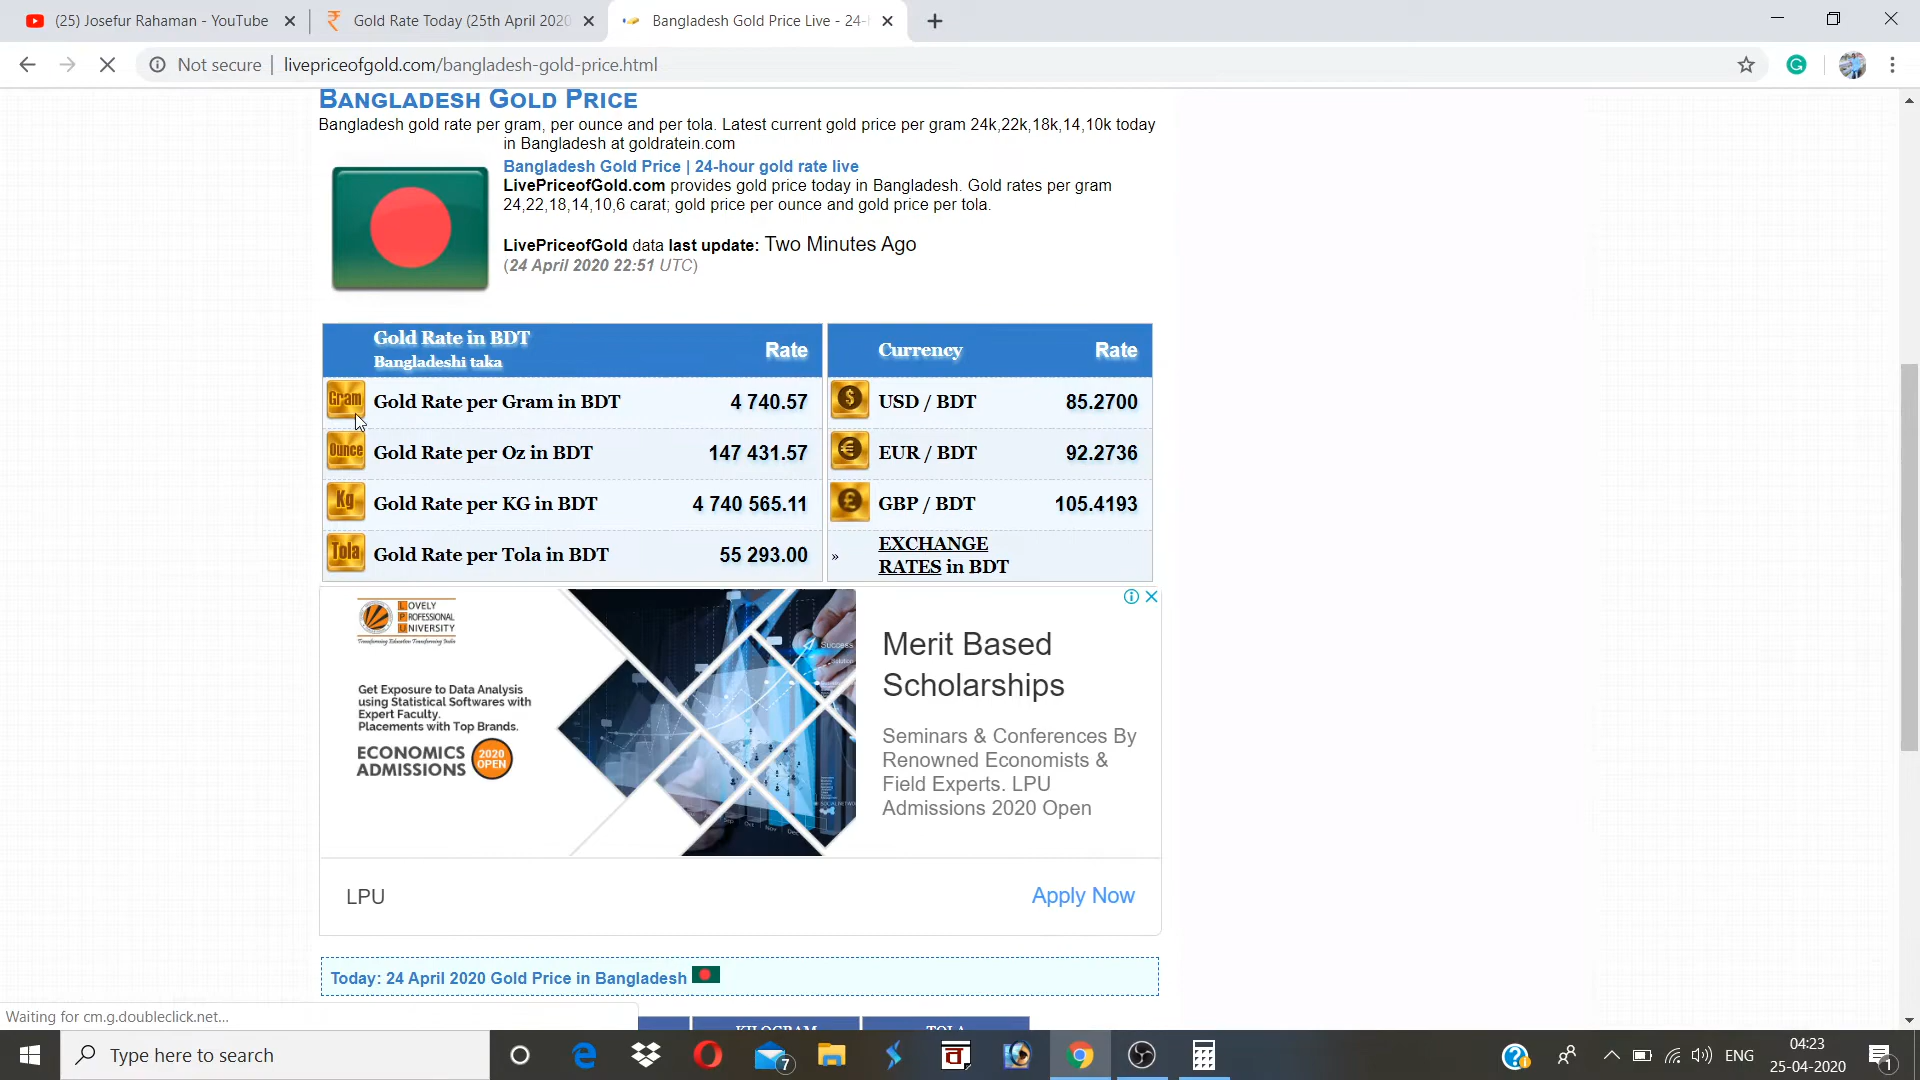 (25) Josefur Rahaman - YouTube
Gold Rate Today (25th April 2020
Bangladesh Gold Price Live - 24-
Not secure | livepriceofgold.com/bangladesh-gold-price.html
BANGLADESH GOLD PRICE
Bangladesh gold rate per gram, per ounce and per tola. Latest current gold price per gram 24k,22k,18k,14,10k today
in Bangladesh at goldratein.com
Bangladesh Gold Price | 24-hour gold rate live
LivePriceofGold.com provides gold price today in Bangladesh. Gold rates per gram
24,22,18,14,10,6 carat; gold price per ounce and gold price per tola.
LivePriceofGold data last update: Two Minutes Ago
(24 April 2020 22:51 UTC)
Gold Rate in BDT
Bangladeshi taka
Rate
Currency Rate
Gram Gold Rate per Gram in BDT 4 740.57
$ USD / BDT 85.2700
Ounce Gold Rate per Oz in BDT 147 431.57
€ EUR / BDT 92.2736
Kg Gold Rate per KG in BDT 4 740 565.11
£ GBP / BDT 105.4193
Tola Gold Rate per Tola in BDT 55 293.00
» EXCHANGE
RATES in BDT
LOVELY
PROFESSIONAL
UNIVERSITY
Transforming Education Transforming India
Get Exposure to Data Analysis
using Statistical Softwares with
Expert Faculty.
Placements with Top Brands.
ECONOMICS
ADMISSIONS
2020
OPEN
Success
Merit Based
Scholarships
Seminars & Conferences By
Renowned Economists &
Field Experts. LPU
Admissions 2020 Open
LPU
Apply Now
Today: 24 April 2020 Gold Price in Bangladesh
KILOGRAM TOLA
Waiting for cm.g.doubleclick.net...
Type here to search
7
ENG
04:23
25-04-2020
1